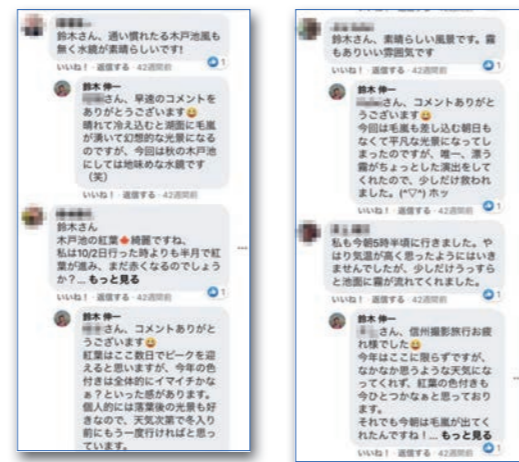 鈴木さん、通い慣れたる木戸池風も
無く水鏡が素晴らしいです!
いいね!・返信する・42週間前
1
鈴木 伸一
さん、早速のコメントを
ありがとうございます😀
晴れて冷え込むと湖面に毛嵐
が湧いて幻想的な光景になる
のですが、今回は秋の木戸池
にしては地味めな水鏡です
(笑)
いいね!・返信する・42週間前
鈴木さん
木戸池の紅葉🍁綺麗ですね、
私は10/2日行った時よりも半月で紅
葉が進み、まだ赤くなるのでしょう
か？... もっと見る
いいね!・返信する・42週間前
1
鈴木 伸一
さん、コメントありがと
うございます😀
紅葉はここ数日でピークを迎
えると思いますが、今年の色
付きは全体的にイマイチかな
ぁ？といった感があります。
個人的には落葉後の光景も好
きなので、天気次第で冬入り
前にもう一度行ければと思っ
ています。
鈴木さん、素晴らしい風景です。霧
もありいい雰囲気です
いいね!・返信する・42週間前
1
鈴木 伸一
さん、コメントありがと
うございます😀
今回は毛嵐も差し込む朝日も
なくて平凡な光景になってし
まったのですが、唯一、漂う
霧がちょっとした演出をして
くれたので、少しだけ救われ
ました。(^▽^) ホッ
いいね!・返信する・42週間前
私も今朝5時半頃に行きました。や
はり気温が高く思ったようにはいき
ませんでしたが、少しだけうっすら
と池面に霧が流れてくれました。
いいね!・返信する・42週間前
1
鈴木 伸一
さん、信州撮影旅行お疲
れ様でした😀
今年はここに限らずですが、
なかなか思うような天気にな
ってくれず、紅葉の色付きも
今ひとつかなぁと思っており
ます。
それでも今朝は毛嵐が出てく
れたんですね！... もっと見る
いいね!・返信する・42週間前